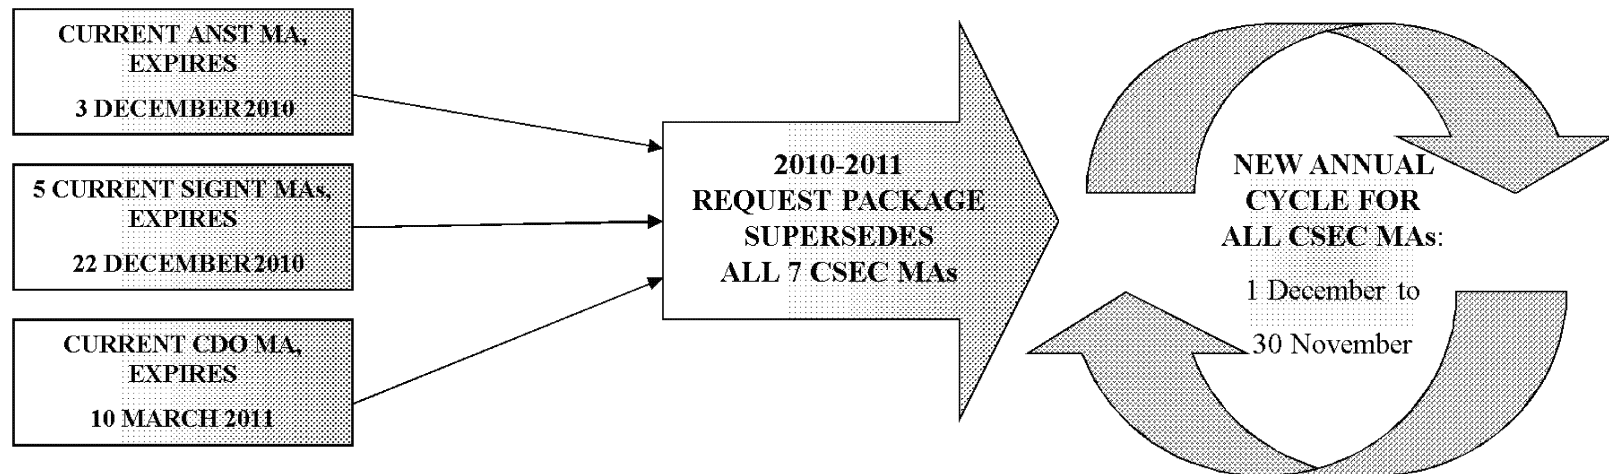 CURRENT ANST MA,
EXPIRES
3 DECEMBER 2010
5 CURRENT SIGINT MAs,
EXPIRES
22 DECEMBER 2010
CURRENT CDO MA,
EXPIRES
10 MARCH 2011
2010-2011
REQUEST PACKAGE
SUPERSEDES
ALL 7 CSEC MAs
NEW ANNUAL
CYCLE FOR
ALL CSEC MAs:
1 December to
30 November